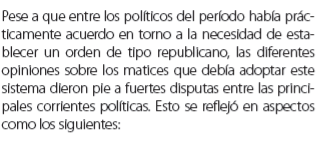 Pese a que entre los políticos del período había prác-
ticamente acuerdo en torno a la necesidad de esta-
blecer un orden de tipo republicano, las diferentes
opiniones sobre los matices que debía adoptar este
sistema dieron pie a fuertes disputas entre las princi-
pales corrientes políticas. Esto se reflejó en aspectos
como los siguientes: